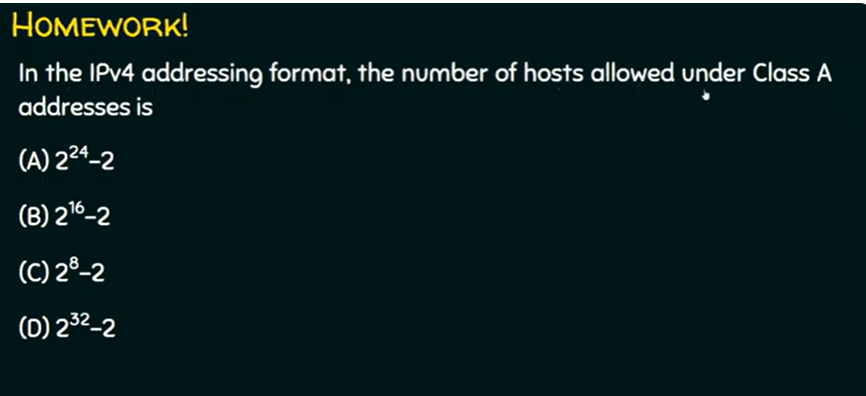 HOMEWORK!
In the IPv4 addressing format, the number of hosts allowed under Class A
addresses is
(A) 2²⁴–2
(B) 2¹⁶–2
(C) 2⁸–2
(D) 2³²–2